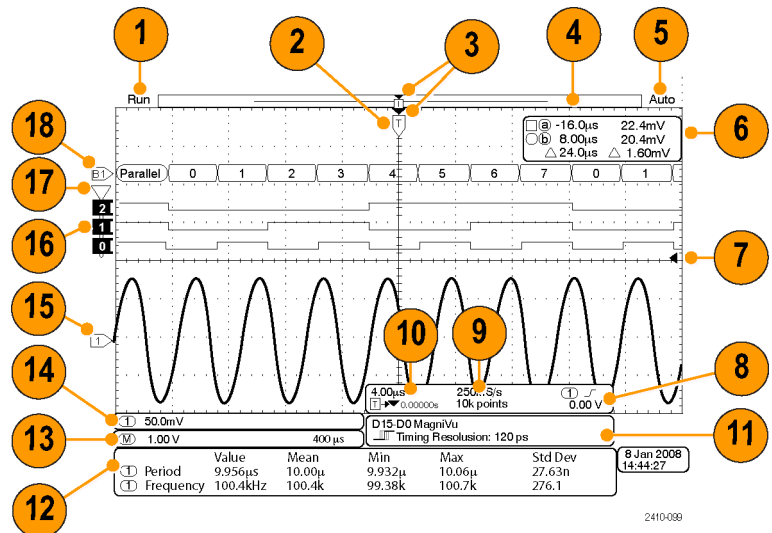 1
2
3
4
5
Run
Auto
T
T
6
a -16.0µs 22.4mV
b 8.00µs 20.4mV
△ 24.0µs △ 1.60mV
18
B1
Parallel 0 1 2 3 4 5 6 7 0 1
17
2
16
1
0
7
15
1
10
9
8
4.00µs 250MS/s 1
T 0.00000s 10k points 0.00 V
14
1 50.0mV
13
M 1.00 V 400 µs
D15-D0 MagniVu
Timing Resolusion: 120 ps
11
12
Value Mean Min Max Std Dev
1 Period 9.956µs 10.00µ 9.932µ 10.06µ 27.63n
1 Frequency 100.4kHz 100.4k 99.38k 100.7k 276.1
8 Jan 2008
14:44:27
2410-099